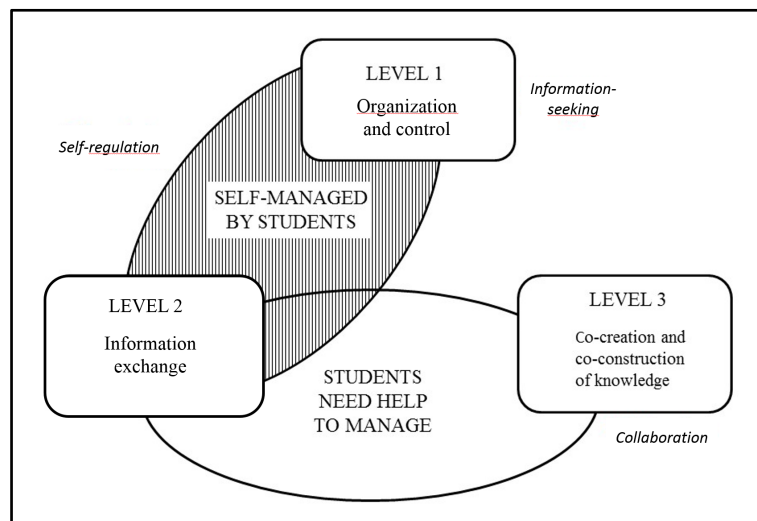 LEVEL 1
Organization
and control
Information-
seeking
Self-regulation
SELF-MANAGED
BY STUDENTS
LEVEL 2
Information
exchange
LEVEL 3
Co-creation and
co-construction
of knowledge
STUDENTS
NEED HELP
TO MANAGE
Collaboration